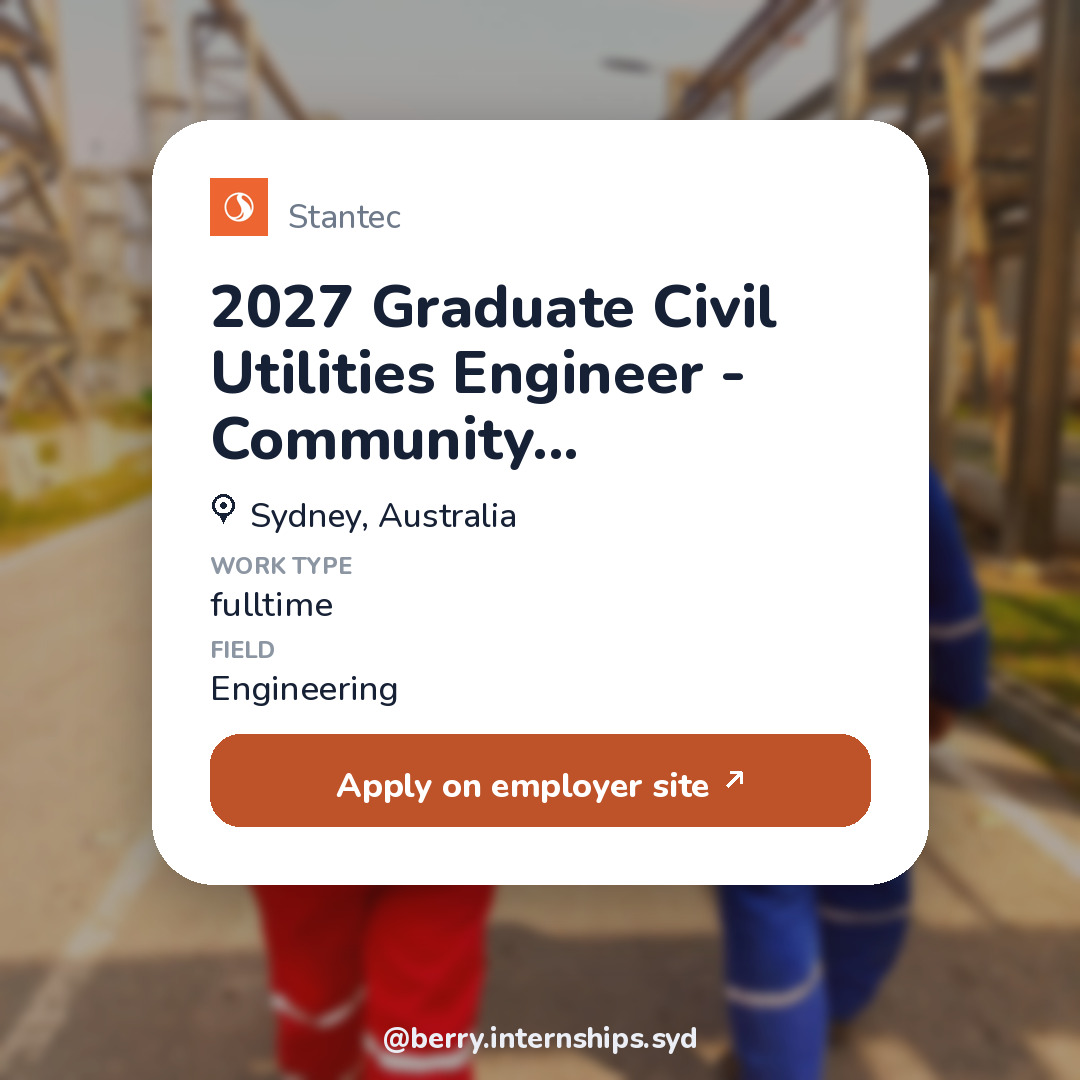 Stantec
2027 Graduate Civil
Utilities Engineer -
Community...
Sydney, Australia
WORK TYPE
fulltime
FIELD
Engineering
Apply on employer site ↗
@berry.internships.syd